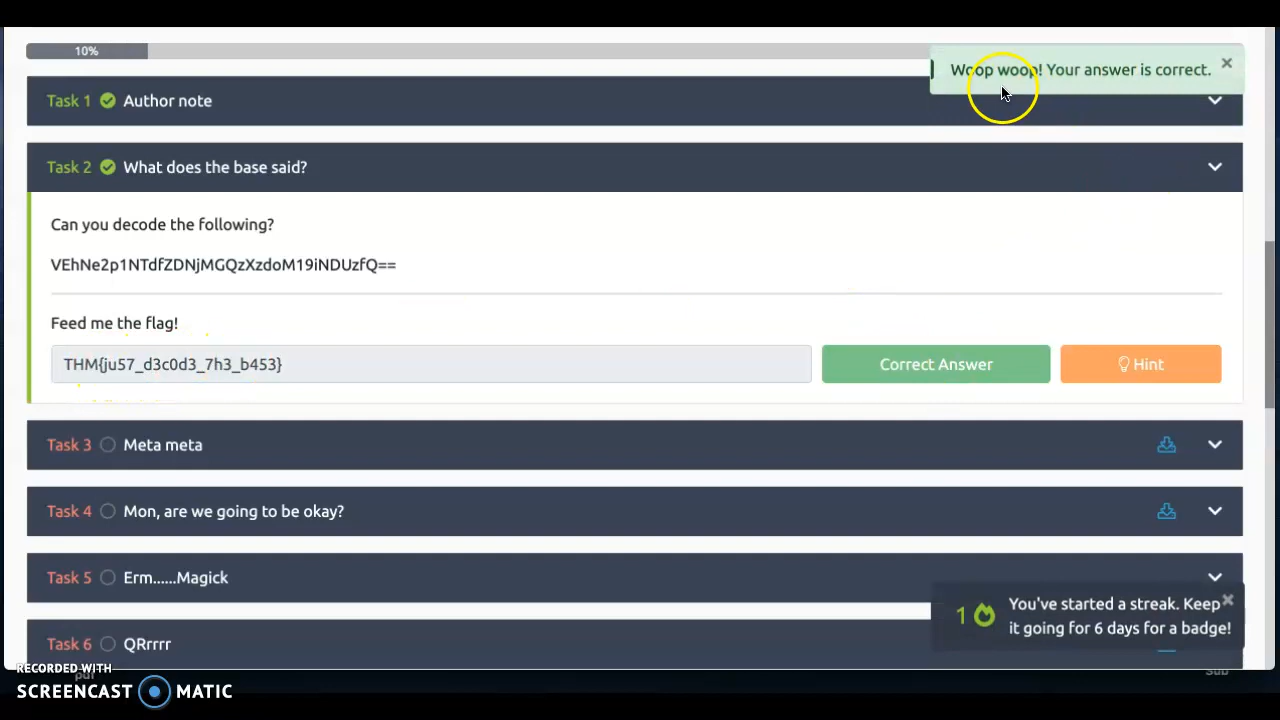 10%
Woop woop! Your answer is correct.
Task 1 Author note
Task 2 What does the base said?
Can you decode the following?
VEhNe2p1NTdfZDNjMGQzXzdoM19iNDUzfQ==
Feed me the flag!
THM{ju57_d3c0d3_7h3_b453}
Correct Answer
Hint
Task 3 Meta meta
Task 4 Mon, are we going to be okay?
Task 5 Erm......Magick
1
You've started a streak. Keep
it going for 6 days for a badge!
Task 6 QRrrrr
RECORDED WITH
SCREENCAST MATIC